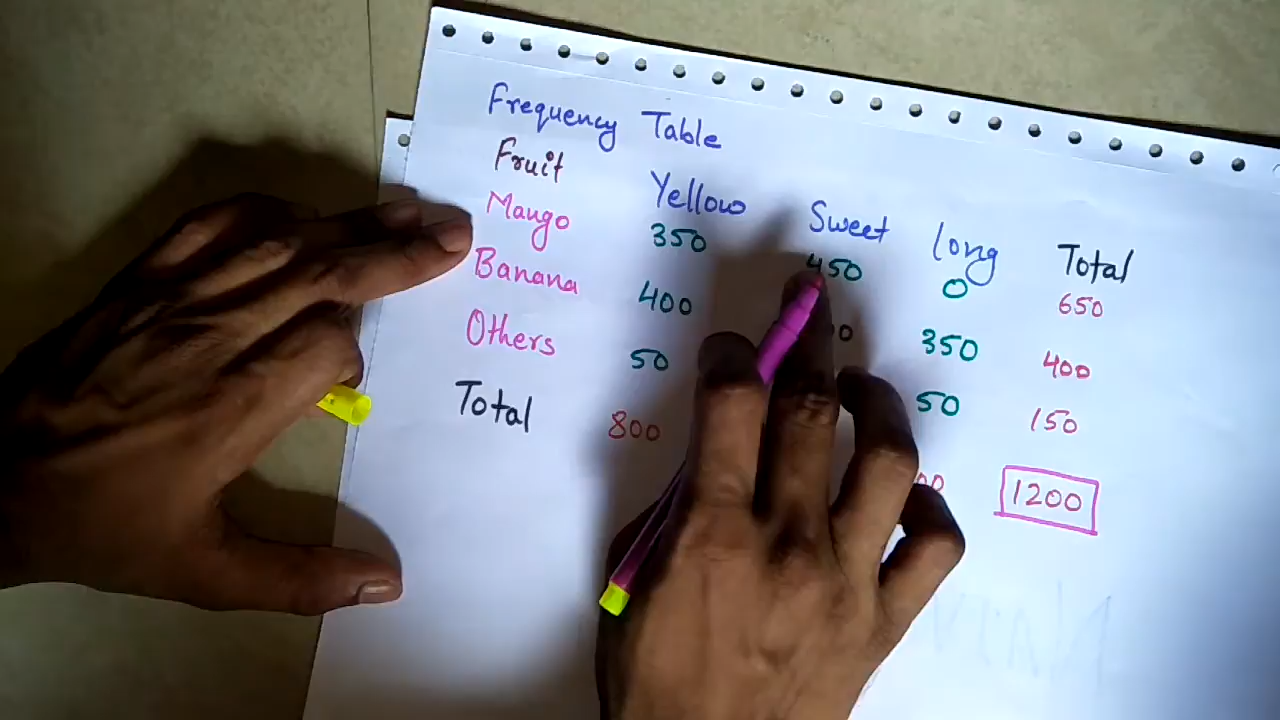 Frequency Table
Fruit Yellow Sweet long Total
Mango 350 450 0 650
Banana 400 350 400
Others 50 50 150
Total 800 1200